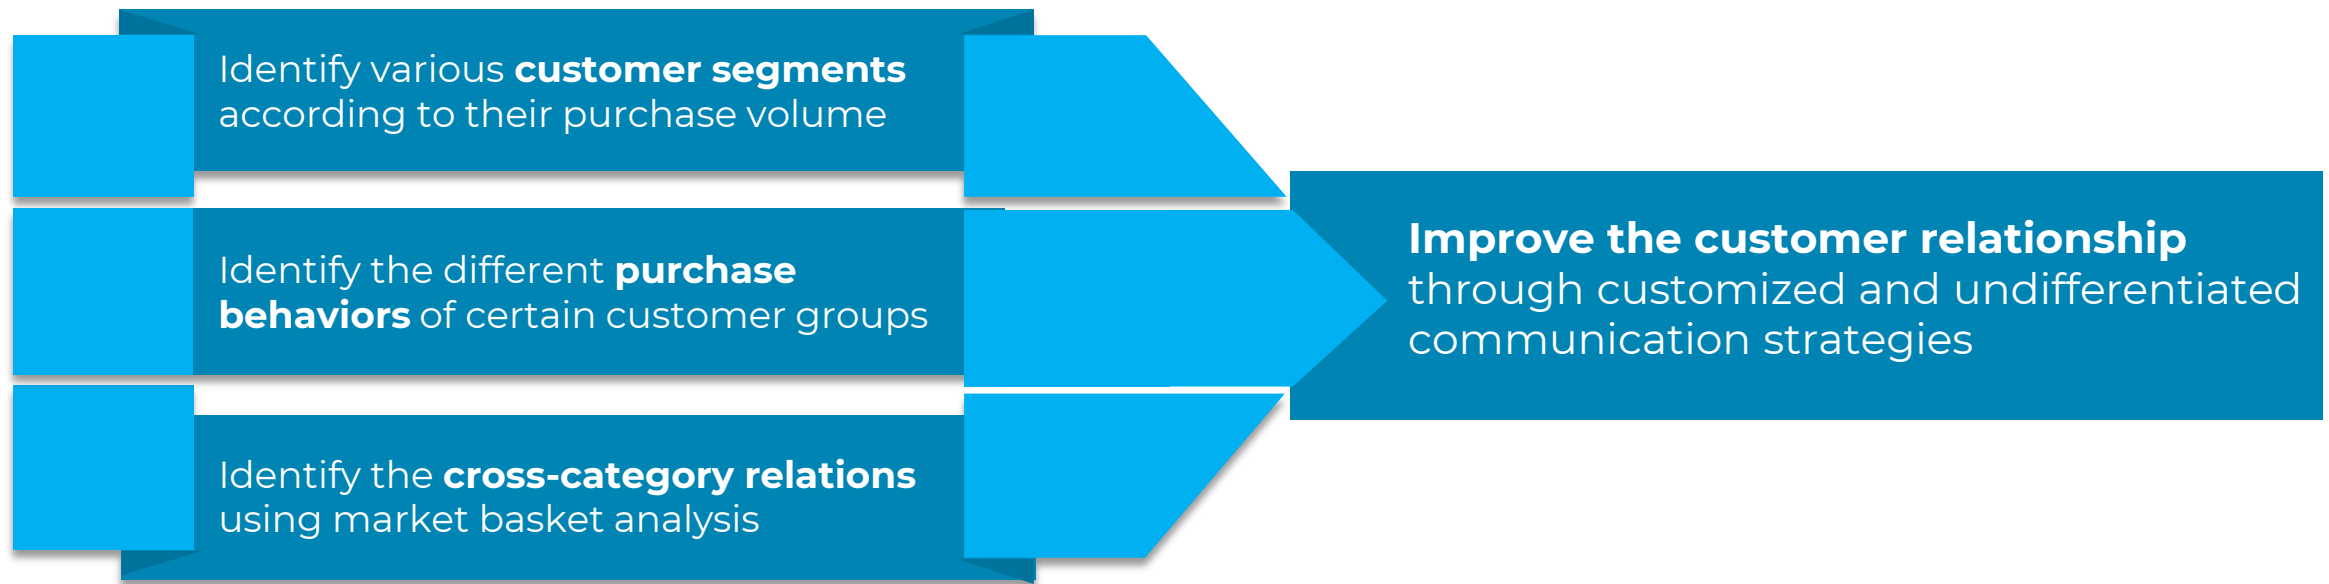 Identify various customer segments
according to their purchase volume
Identify the different purchase
behaviors of certain customer groups
Identify the cross-category relations
using market basket analysis
Improve the customer relationship
through customized and undifferentiated
communication strategies